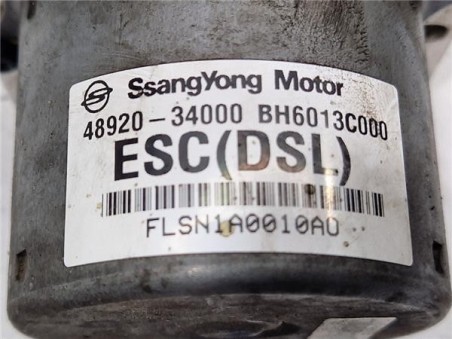 SsangYong Motor
48920-34000 BH6013C000
ESC(DSL)
FLSN1A0010A0